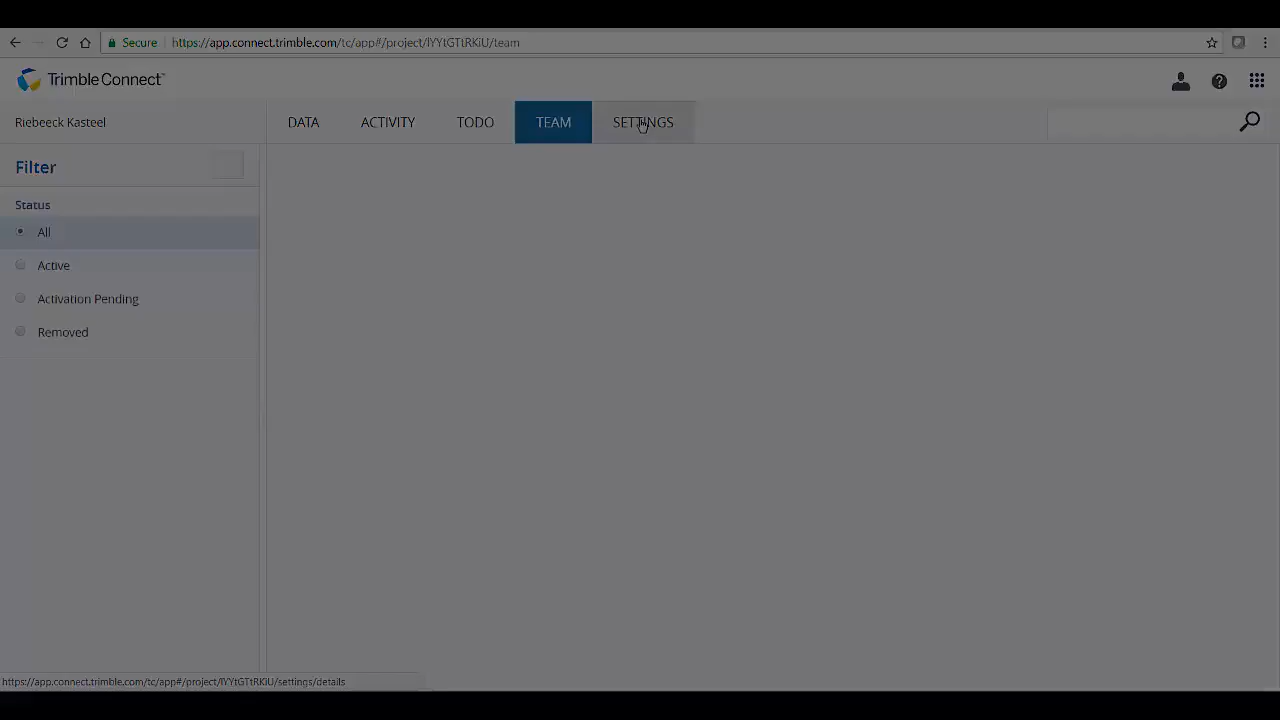 Secure https://app.connect.trimble.com/tc/app#/project/lYYtGTtRKiU/team
Trimble Connect™
Riebeeck Kasteel DATA ACTIVITY TODO TEAM SETTINGS
Filter
Status
All
Active
Activation Pending
Removed
https://app.connect.trimble.com/tc/app#/project/lYYtGTtRKiU/settings/details